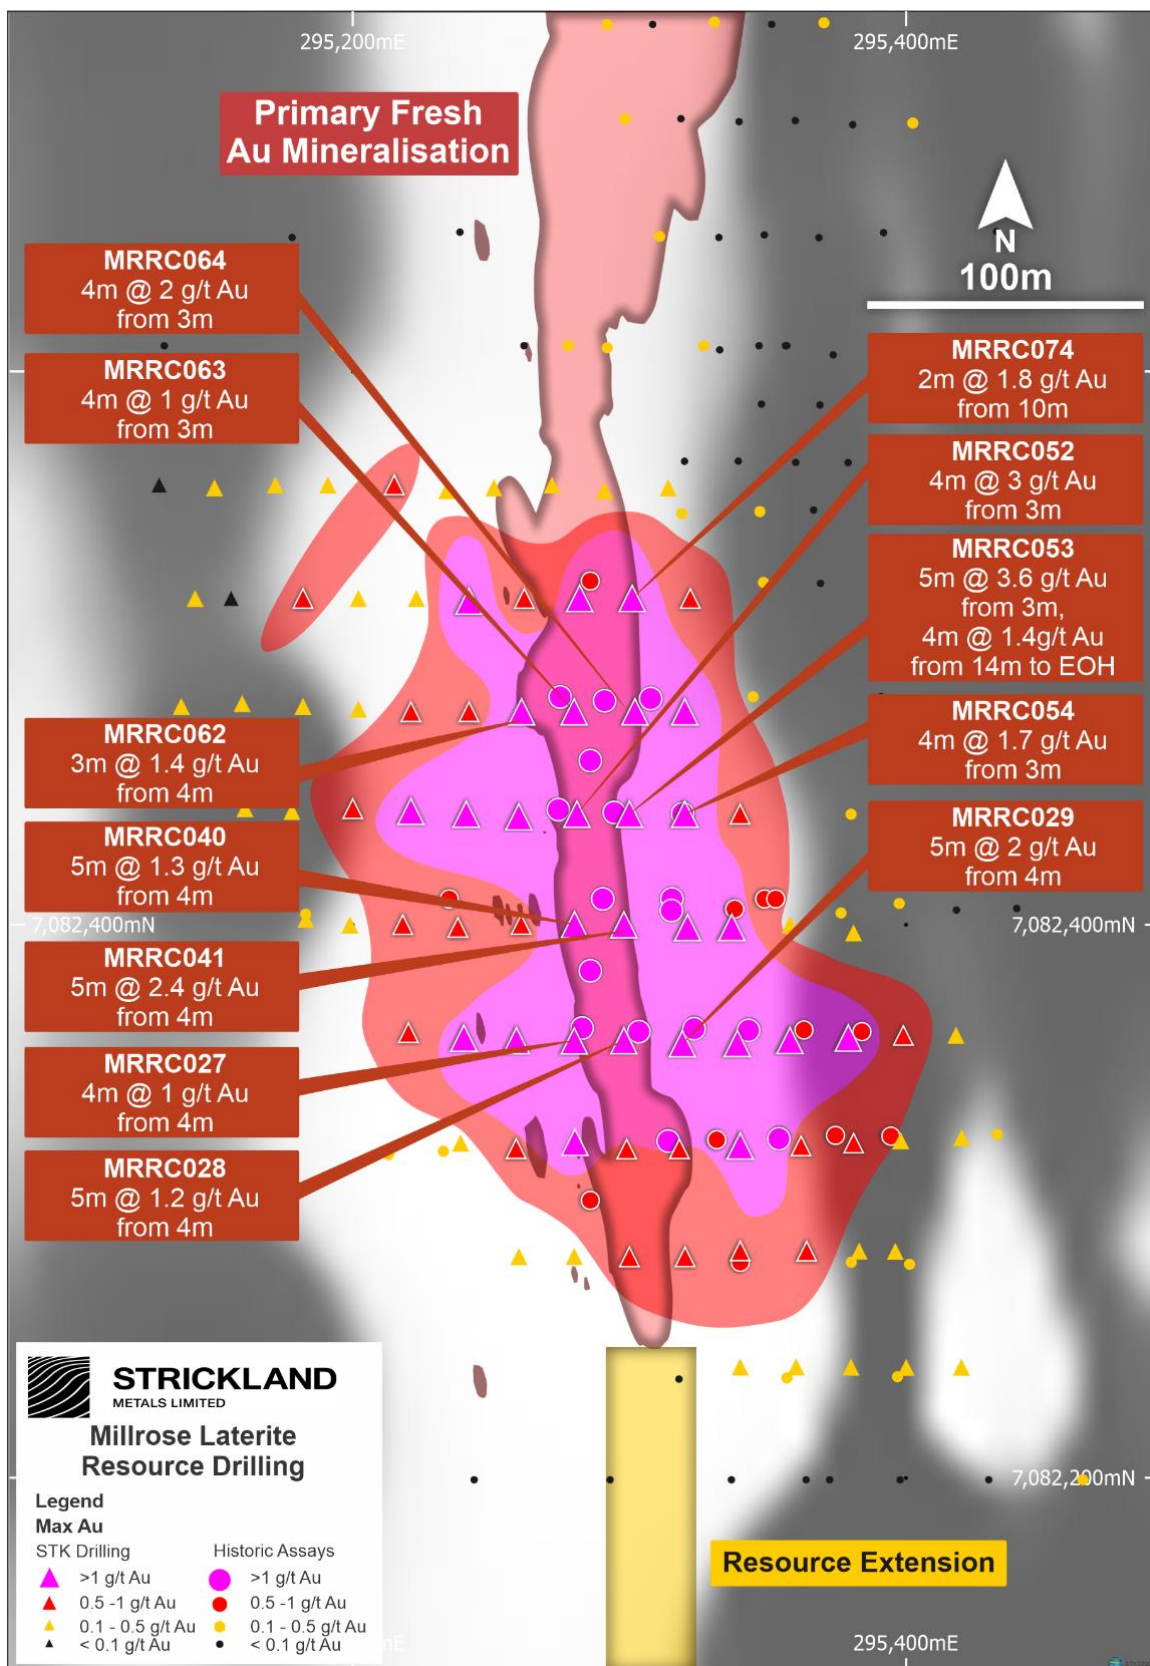 295,200mE
295,400mE
Primary Fresh
Au Mineralisation
N
100m
MRRC064
4m @ 2 g/t Au
from 3m
MRRC063
4m @ 1 g/t Au
from 3m
MRRC074
2m @ 1.8 g/t Au
from 10m
MRRC052
4m @ 3 g/t Au
from 3m
MRRC053
5m @ 3.6 g/t Au
from 3m,
4m @ 1.4g/t Au
from 14m to EOH
MRRC054
4m @ 1.7 g/t Au
from 3m
MRRC029
5m @ 2 g/t Au
from 4m
MRRC062
3m @ 1.4 g/t Au
from 4m
MRRC040
5m @ 1.3 g/t Au
from 4m
7,082,400mN
7,082,400mN
MRRC041
5m @ 2.4 g/t Au
from 4m
MRRC027
4m @ 1 g/t Au
from 4m
MRRC028
5m @ 1.2 g/t Au
from 4m
7,082,200mN
STRICKLAND
METALS LIMITED
Millrose Laterite
Resource Drilling
Legend
Max Au
STK Drilling
Historic Assays
>1 g/t Au
>1 g/t Au
0.5 -1 g/t Au
0.5 -1 g/t Au
0.1 - 0.5 g/t Au
0.1 - 0.5 g/t Au
< 0.1 g/t Au
< 0.1 g/t Au
Resource Extension
mE
295,400mE